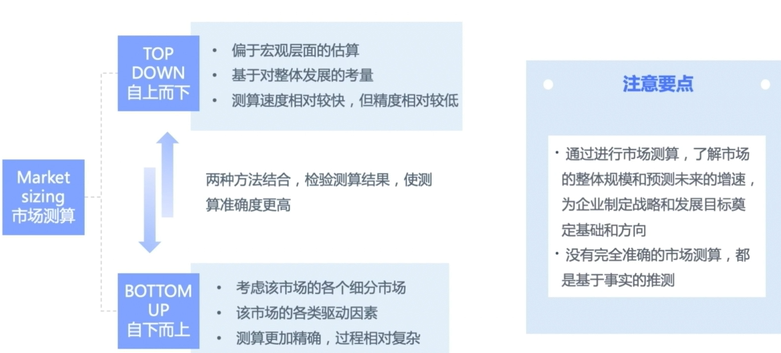 Market
sizing
市场测算
TOP
DOWN
自上而下
• 偏于宏观层面的估算
• 基于对整体发展的考量
• 测算速度相对较快，但精度相对较低
两种方法结合，检验测算结果，使测
算准确度更高
BOTTOM
UP
自下而上
• 考虑该市场的各个细分市场
• 该市场的各类驱动因素
• 测算更加精确，过程相对复杂
注意要点
• 通过进行市场测算，了解市场
的整体规模和预测未来的增速，
为企业制定战略和发展目标奠
定基础和方向
• 没有完全准确的市场测算，都
是基于事实的推测